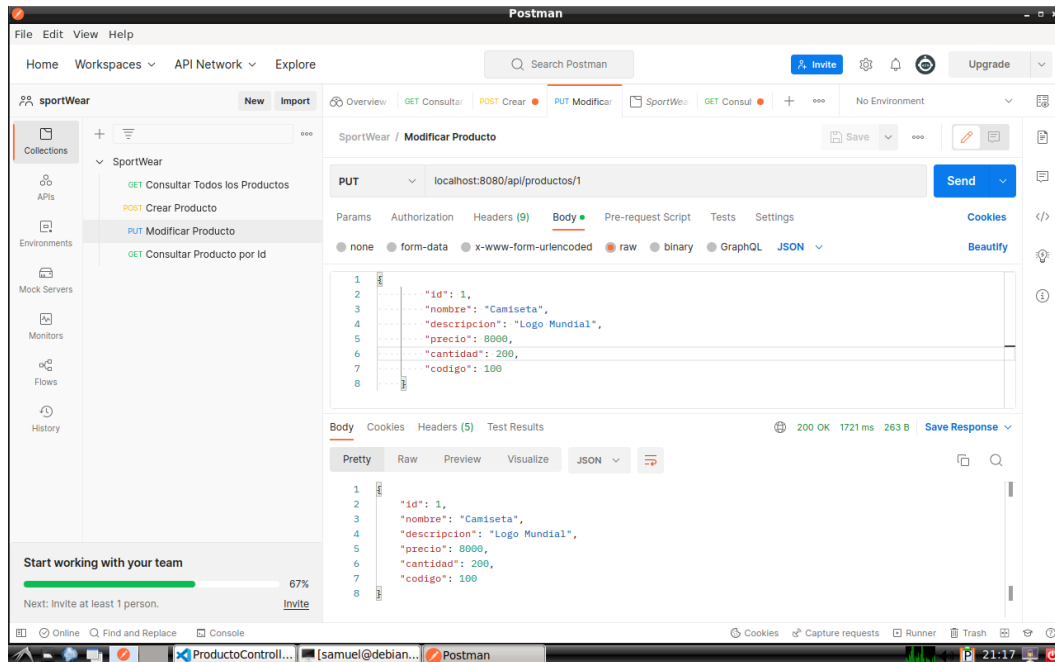 Postman
File Edit View Help
Home Workspaces API Network Explore Search Postman Invite Upgrade
sportWear New Import Overview GET Consultar POST Crear PUT Modificar SportWea GET Consul No Environment
Collections
APIs
Environments
Mock Servers
Monitors
Flows
History
SportWear
GET Consultar Todos los Productos
POST Crear Producto
PUT Modificar Producto
GET Consultar Producto por Id
SportWear / Modificar Producto Save
PUT localhost:8080/api/productos/1 Send
Params Authorization Headers (9) Body Pre-request Script Tests Settings Cookies
none form-data x-www-form-urlencoded raw binary GraphQL JSON Beautify
1 {
2 "id": 1,
3 "nombre": "Camiseta",
4 "descripcion": "Logo Mundial",
5 "precio": 8000,
6 "cantidad": 200,
7 "codigo": 100
8 }
Body Cookies Headers (5) Test Results 200 OK 1721 ms 263 B Save Response
Pretty Raw Preview Visualize JSON
1 {
2 "id": 1,
3 "nombre": "Camiseta",
4 "descripcion": "Logo Mundial",
5 "precio": 8000,
6 "cantidad": 200,
7 "codigo": 100
8 }
Start working with your team
67%
Next: Invite at least 1 person. Invite
Online Find and Replace Console Cookies Capture requests Runner Trash
ProductoControll... [samuel@debian... Postman P 21:17